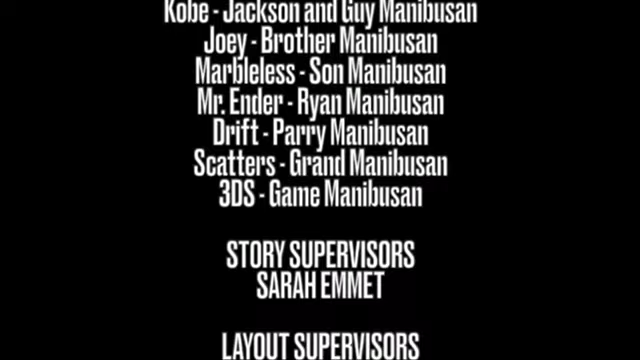 Kobe - Jackson and Guy Manibusan
Joey - Brother Manibusan
Marbleless - Son Manibusan
Mr. Ender - Ryan Manibusan
Drift - Parry Manibusan
Scatters - Grand Manibusan
3DS - Game Manibusan
STORY SUPERVISORS
SARAH EMMET
LAYOUT SUPERVISORS